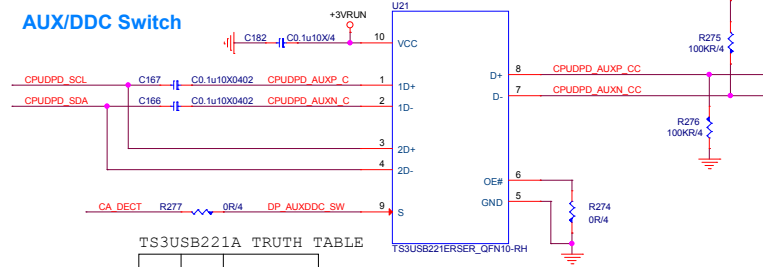 AUX/DDC Switch
+3VRUN
U21
C182
C0.1u10X/4
10
VCC
R275
100KR/4
CPUDPD_SCL
C167
C0.1u10X0402
CPUDPD_AUXP_C
1
1D+
D+
8
CPUDPD_AUXP_CC
CPUDPD_SDA
C166
C0.1u10X0402
CPUDPD_AUXN_C
2
1D-
D-
7
CPUDPD_AUXN_CC
R276
100KR/4
3
2D+
4
2D-
OE#
6
GND
5
R274
0R/4
CA_DECT
R277
0R/4
DP_AUXDDC_SW
9
S
TS3USB221A TRUTH TABLE
TS3USB221ERSER_QFN10-RH